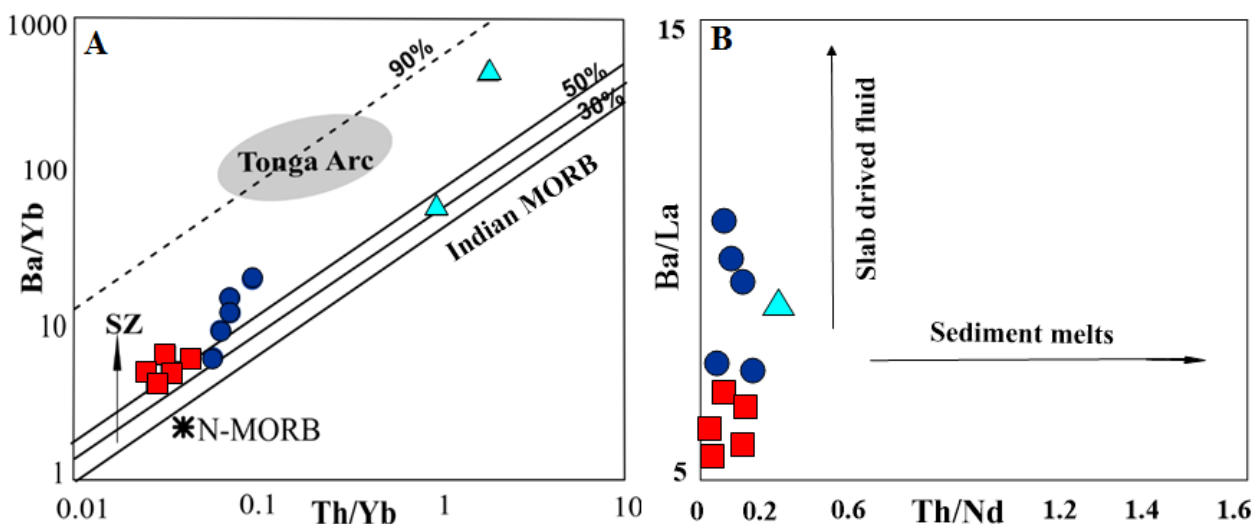 A
1000
100
10
1
Ba/Yb
90%
50%
30%
Tonga Arc
Indian MORB
SZ
N-MORB
0.01
0.1
1
10
Th/Yb
B
15
5
Ba/La
Slab drived fluid
Sediment melts
0
0.2
0.6
Th/Nd
1.2
1.4
1.6